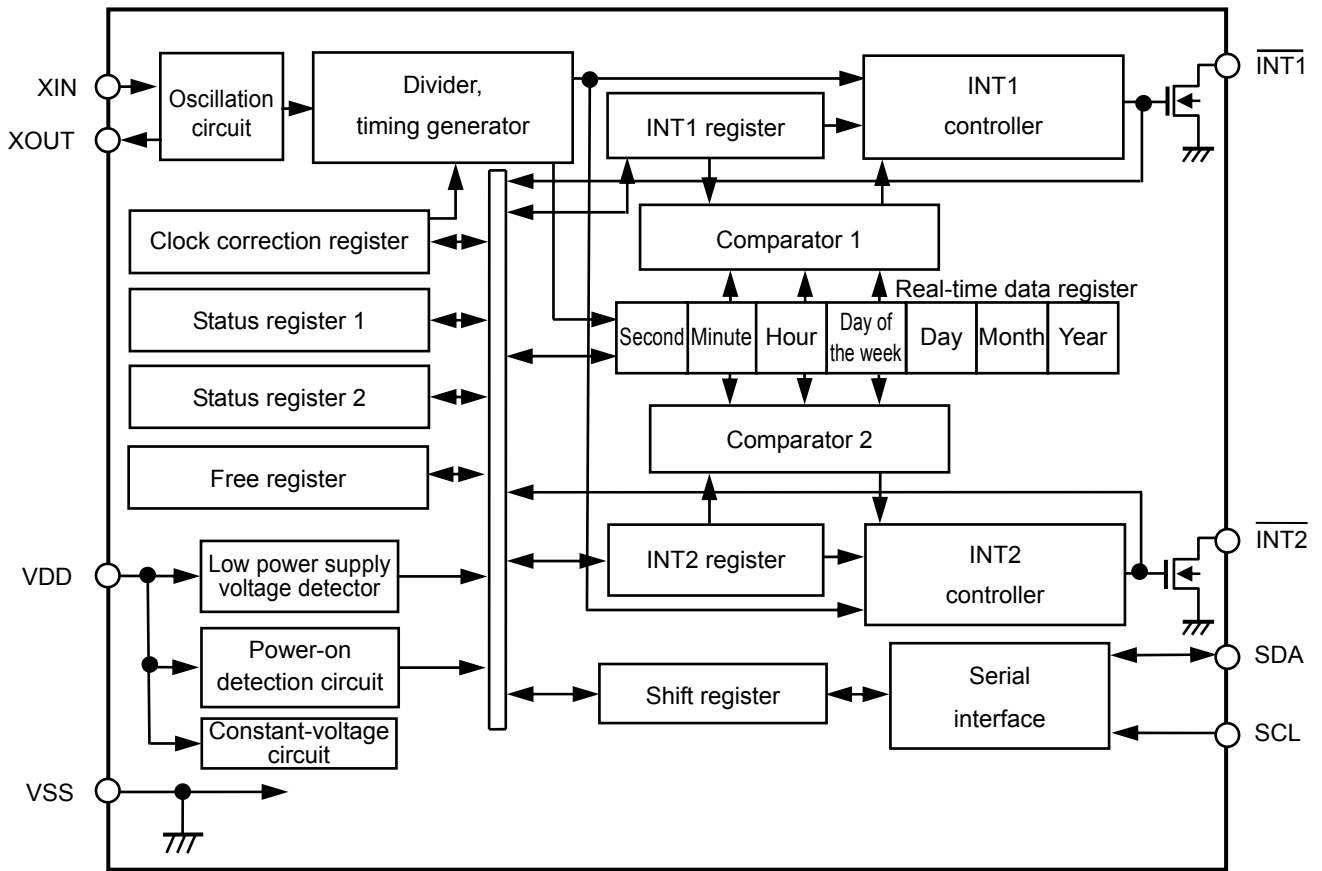 XIN
XOUT
Oscillation
circuit
Divider,
timing generator
INT1 register
INT1
controller
INT1
Clock correction register
Comparator 1
Status register 1
Real-time data register
Second
Minute
Hour
Day of
the week
Day
Month
Year
Status register 2
Comparator 2
Free register
INT2 register
INT2
controller
INT2
VDD
Low power supply
voltage detector
Power-on
detection circuit
Constant-voltage
circuit
Shift register
Serial
interface
SDA
SCL
VSS